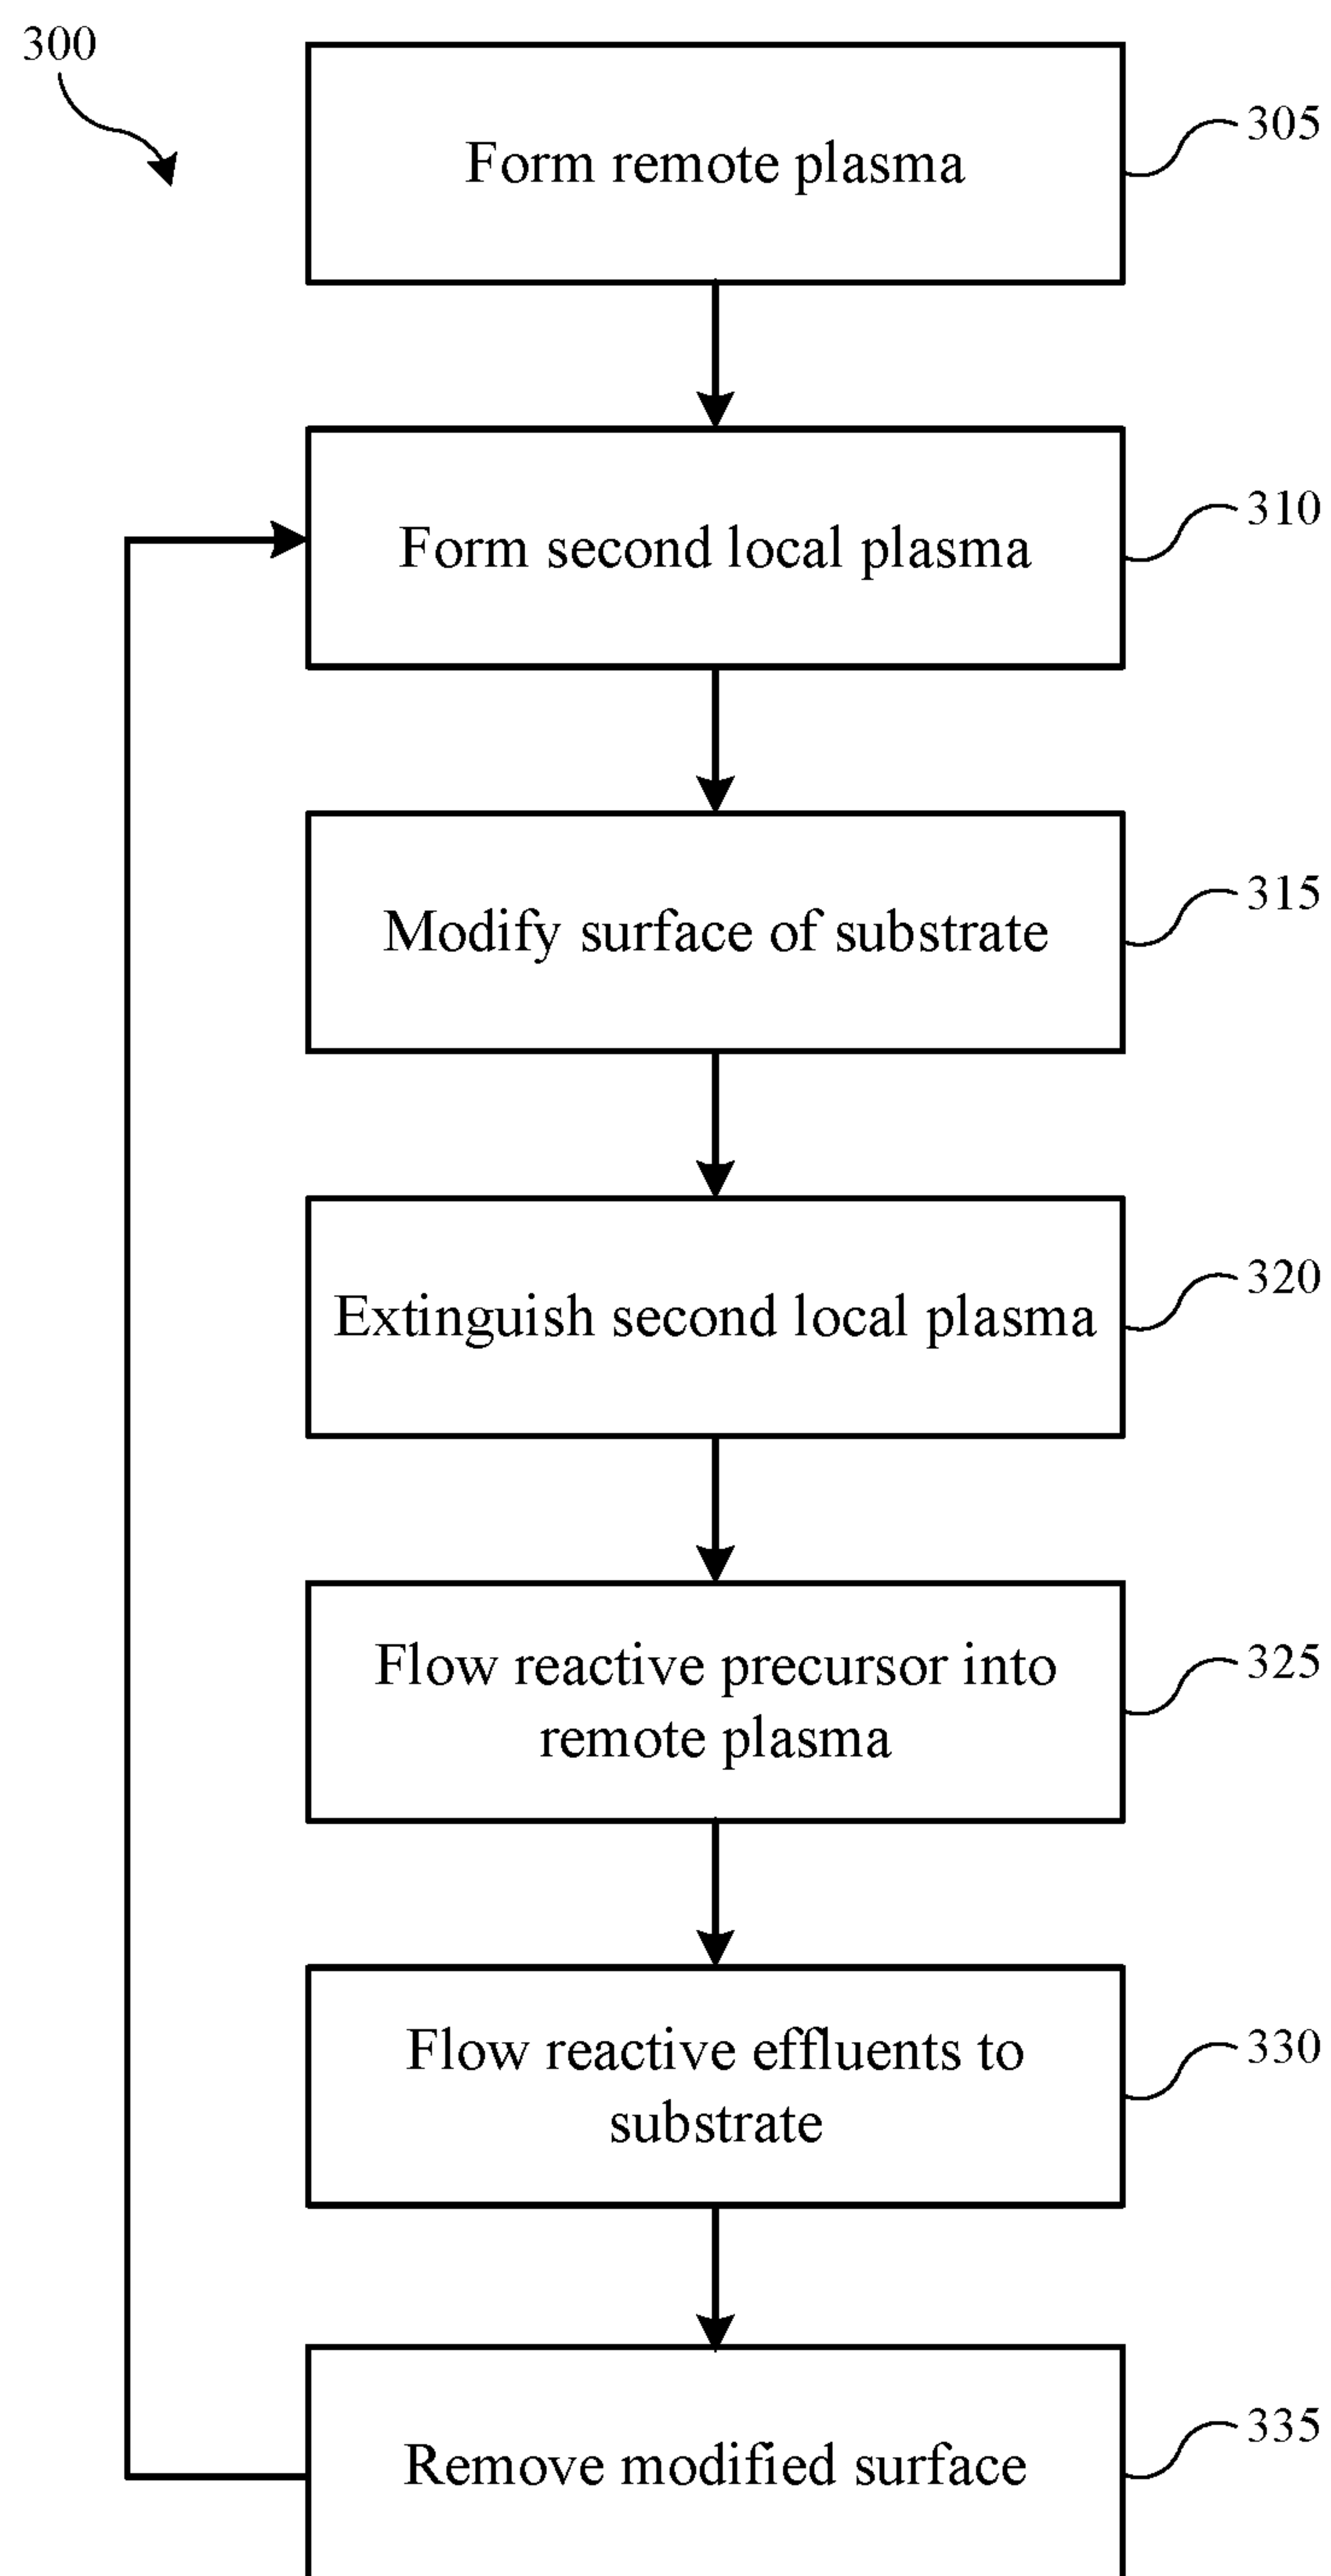 300
Form remote plasma
305
Form second local plasma
310
Modify surface of substrate
315
Extinguish second local plasma
320
Flow reactive precursor into
remote plasma
325
Flow reactive effluents to
substrate
330
Remove modified surface
335